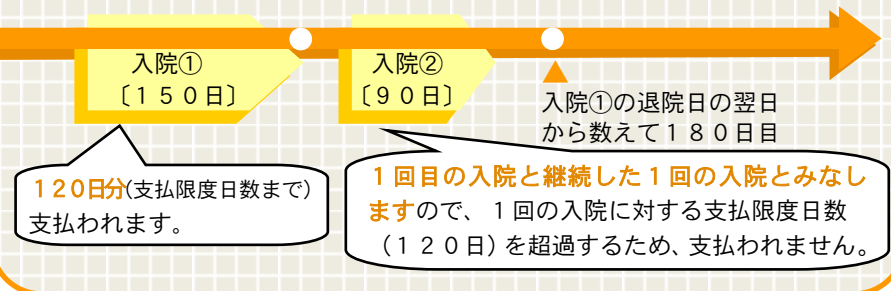 入院①
〔１５０日〕
入院②
〔９０日〕
入院①の退院日の翌日
から数えて１８０日目
１２０日分(支払限度日数まで)
支払われます。
１回目の入院と継続した１回の入院とみなし
ますので、１回の入院に対する支払限度日数
（１２０日）を超過するため、支払われません。